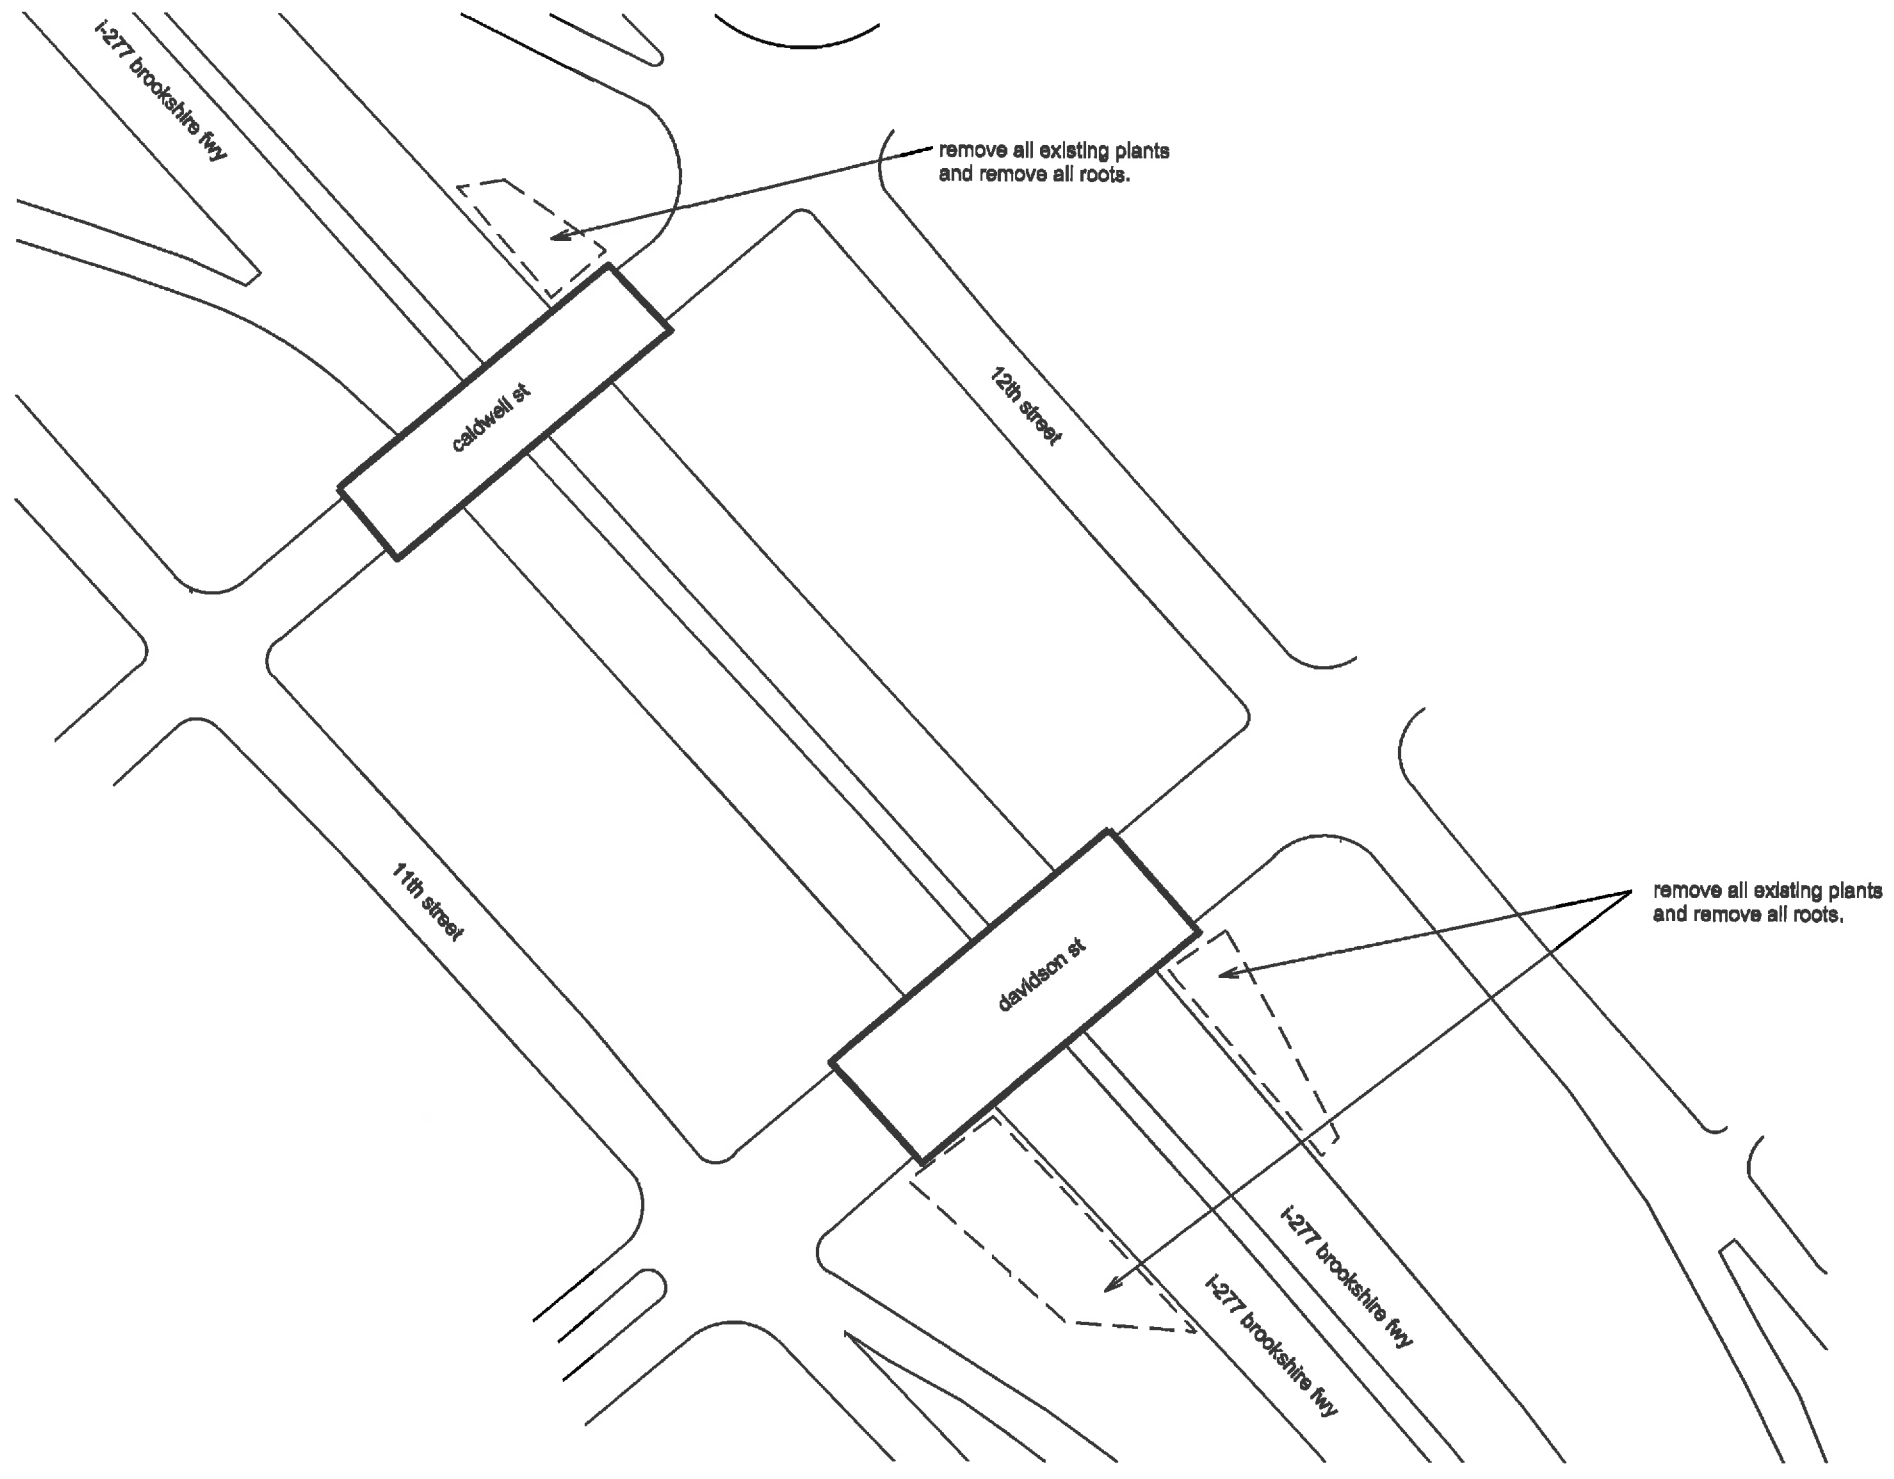 i-277 brookshire fwy
remove all existing plants
and remove all roots.
caldwell st
12th street
11th street
davidson st
remove all existing plants
and remove all roots.
i-277 brookshire fwy
i-277 brookshire fwy